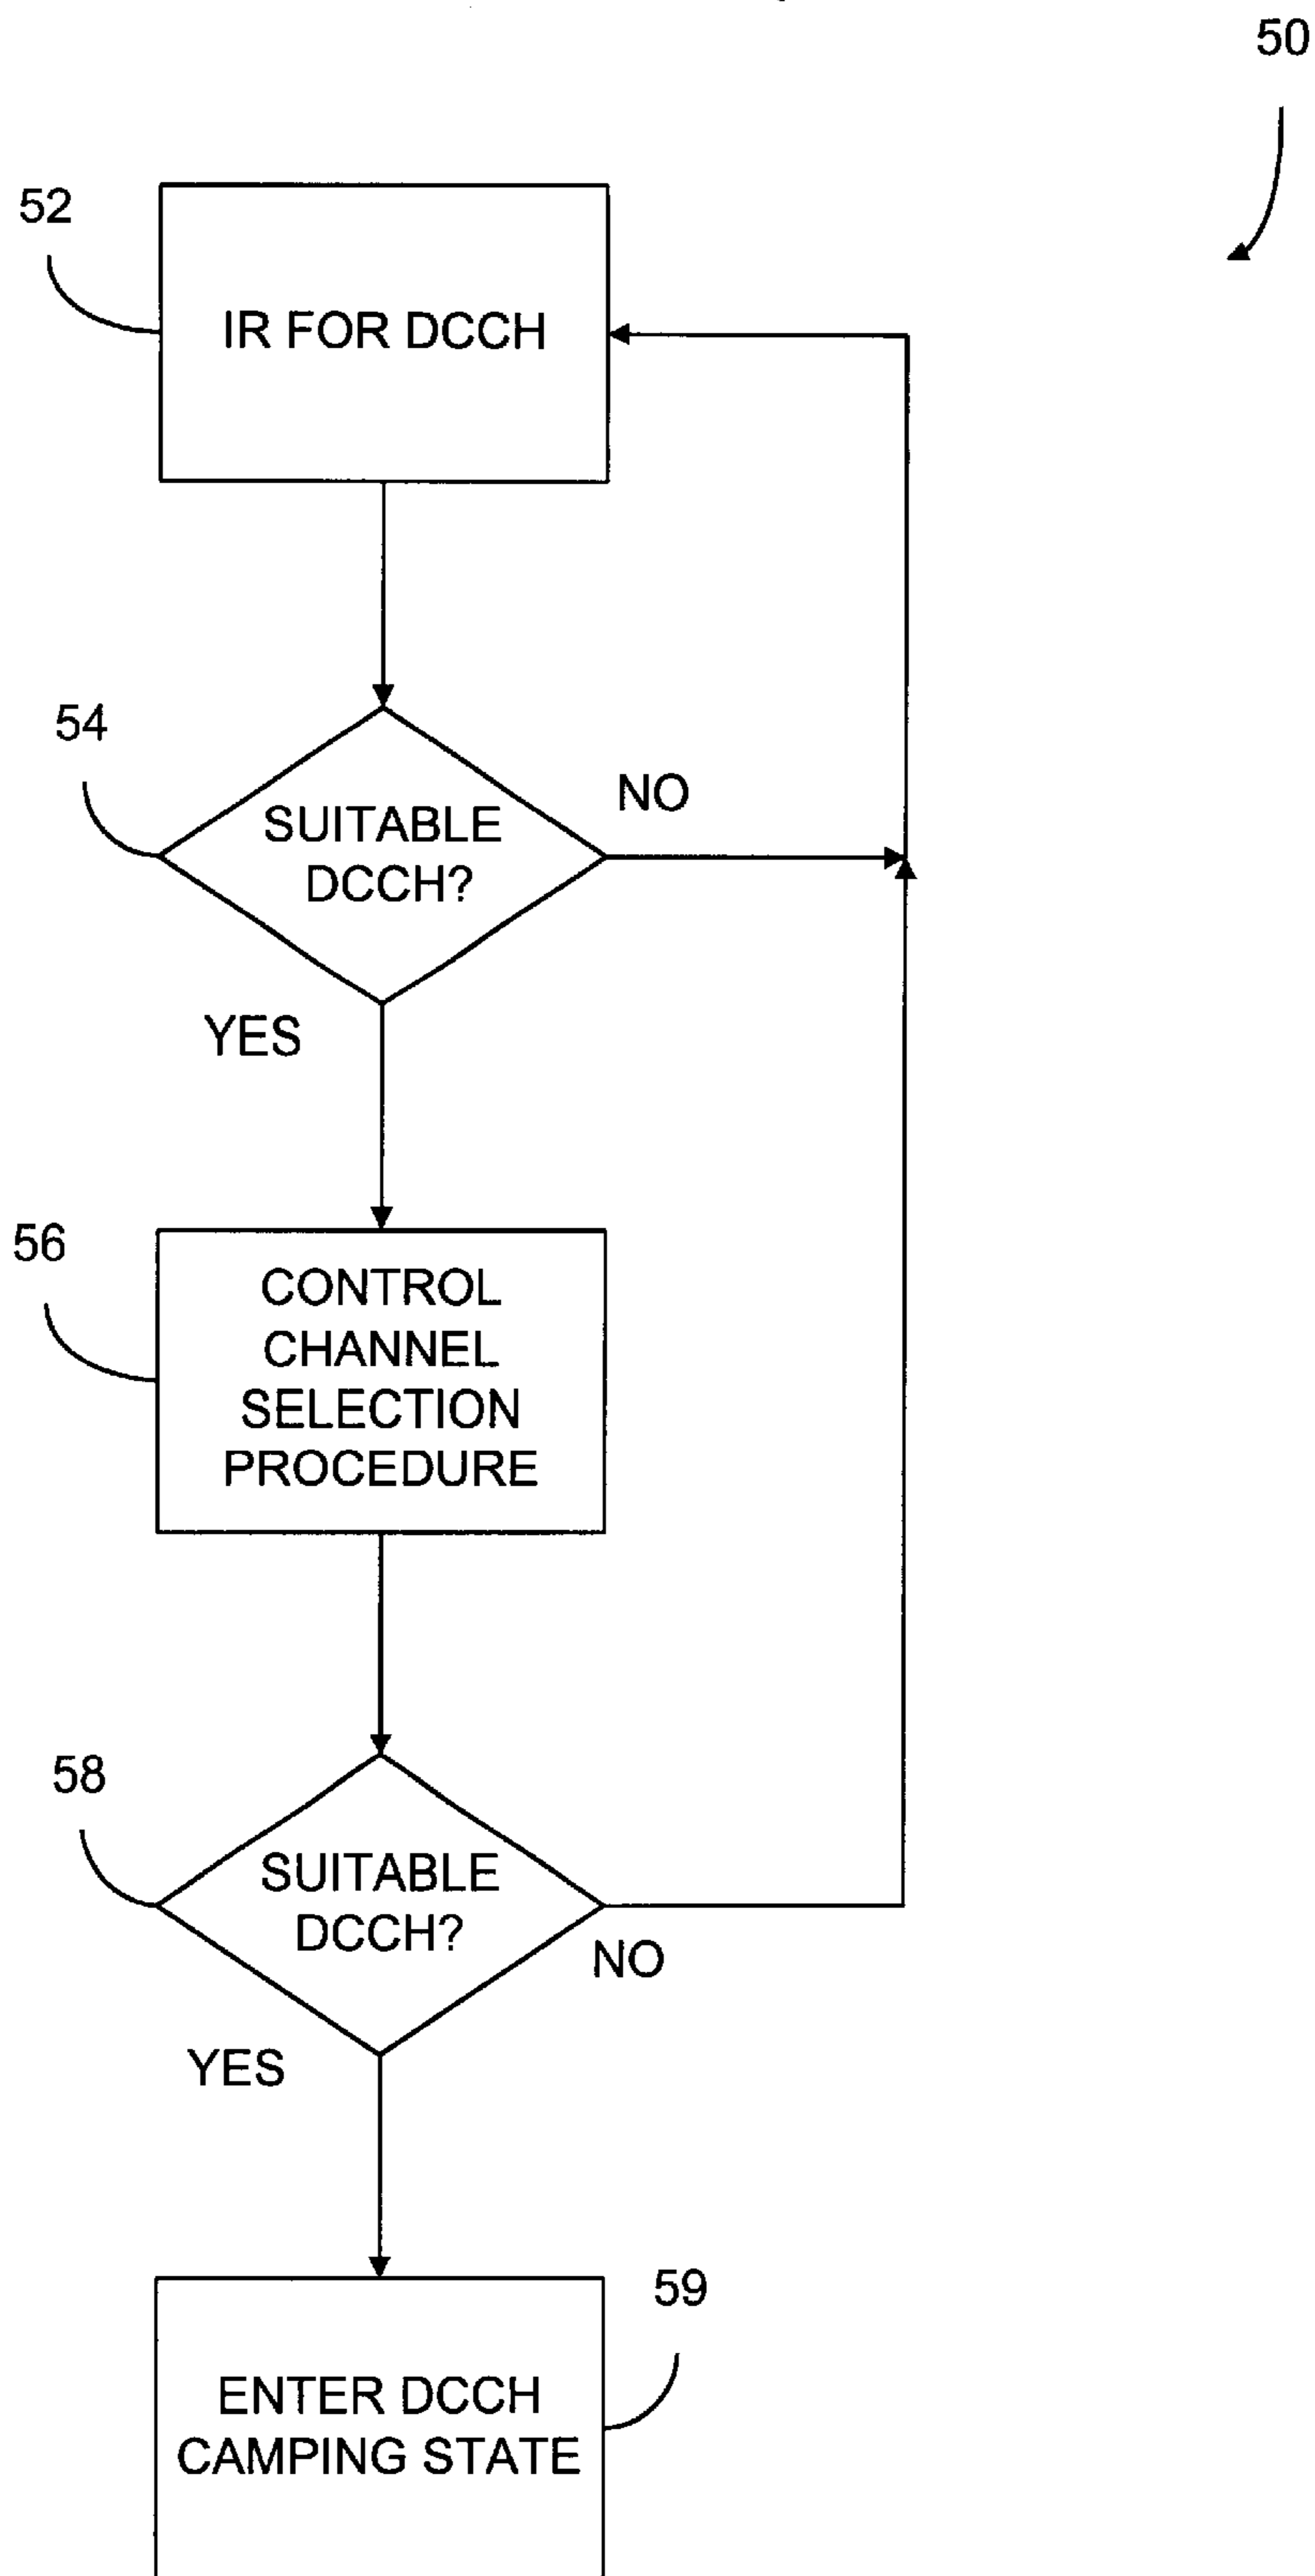 50
52
IR FOR DCCH
54
SUITABLE
DCCH?
NO
YES
56
CONTROL
CHANNEL
SELECTION
PROCEDURE
58
SUITABLE
DCCH?
NO
YES
59
ENTER DCCH
CAMPING STATE